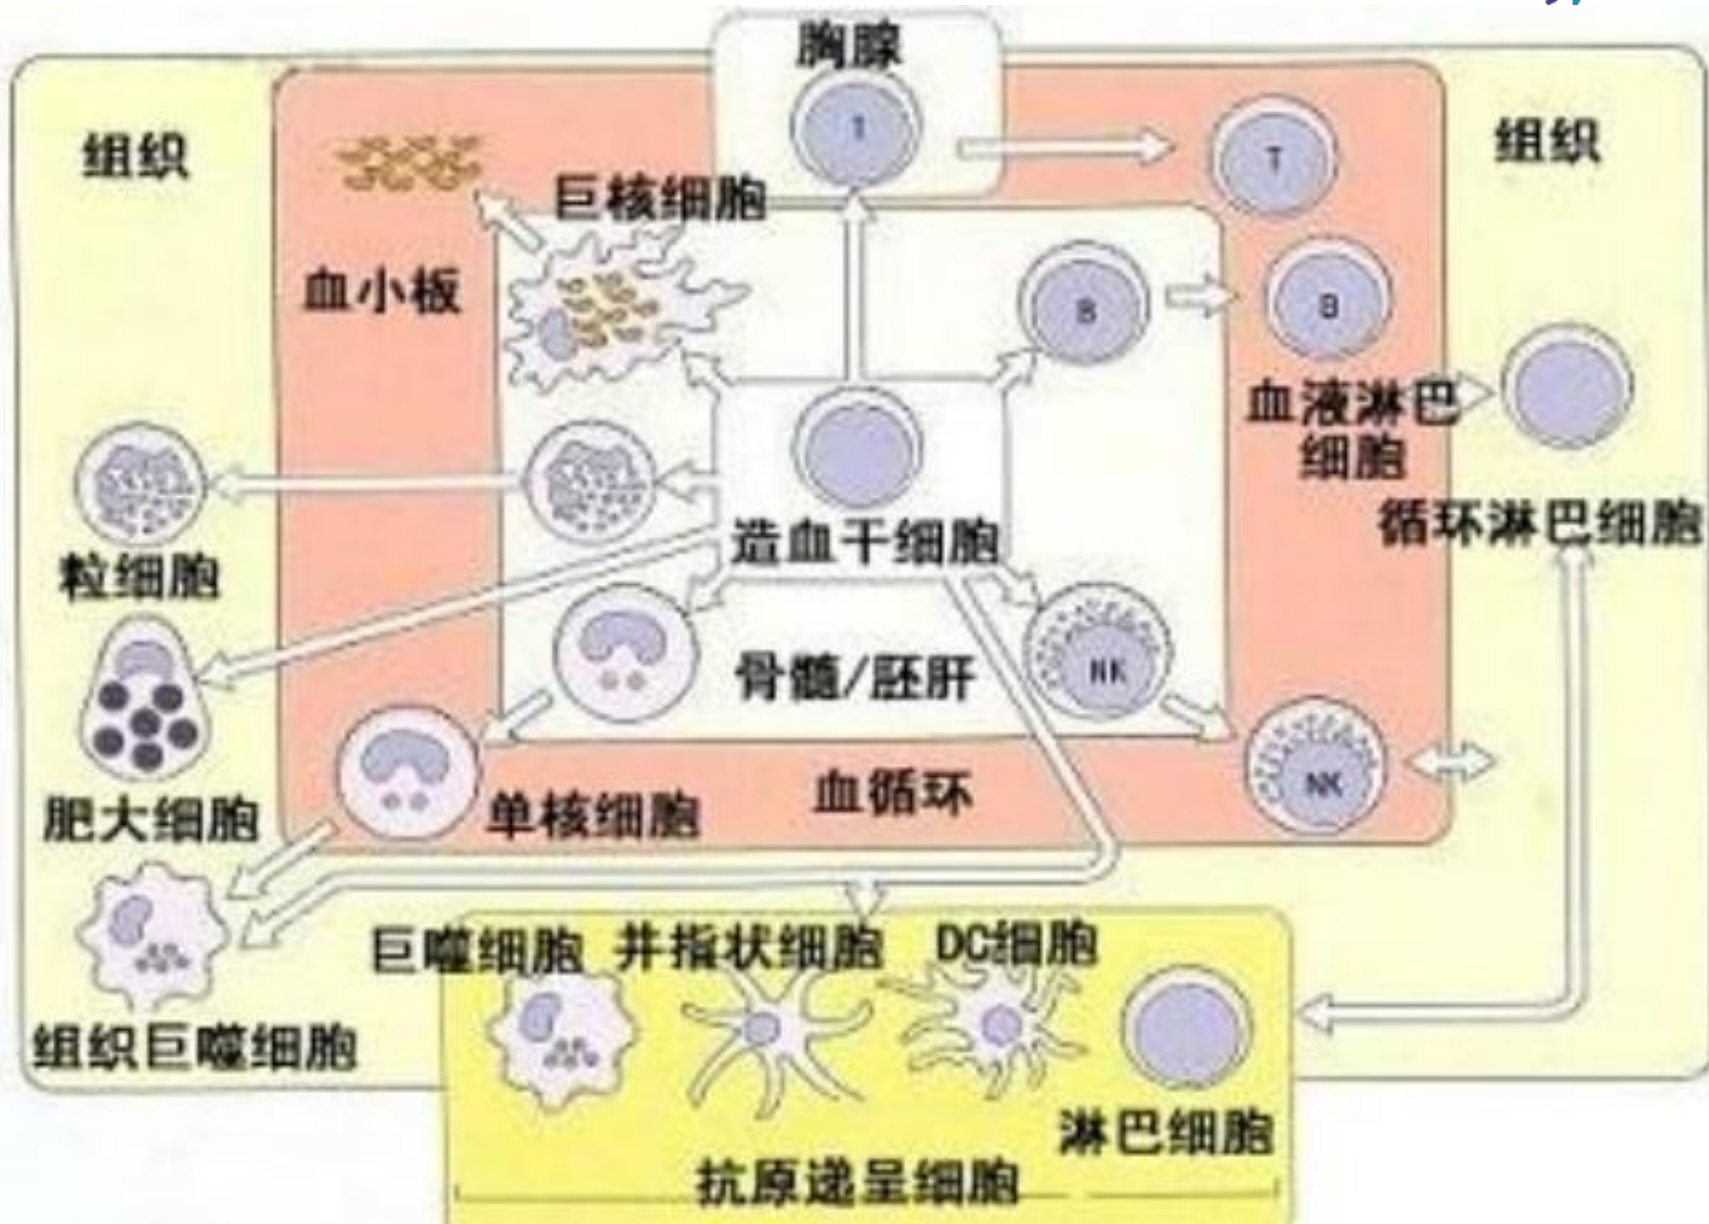 胸腺
组织
T
T
组织
巨核细胞
血小板
B
B
血液淋巴
细胞
循环淋巴细胞
造血干细胞
粒细胞
骨髓/胚肝
NK
肥大细胞
单核细胞
血循环
NK
巨噬细胞
并指状细胞
DC细胞
组织巨噬细胞
淋巴细胞
抗原递呈细胞